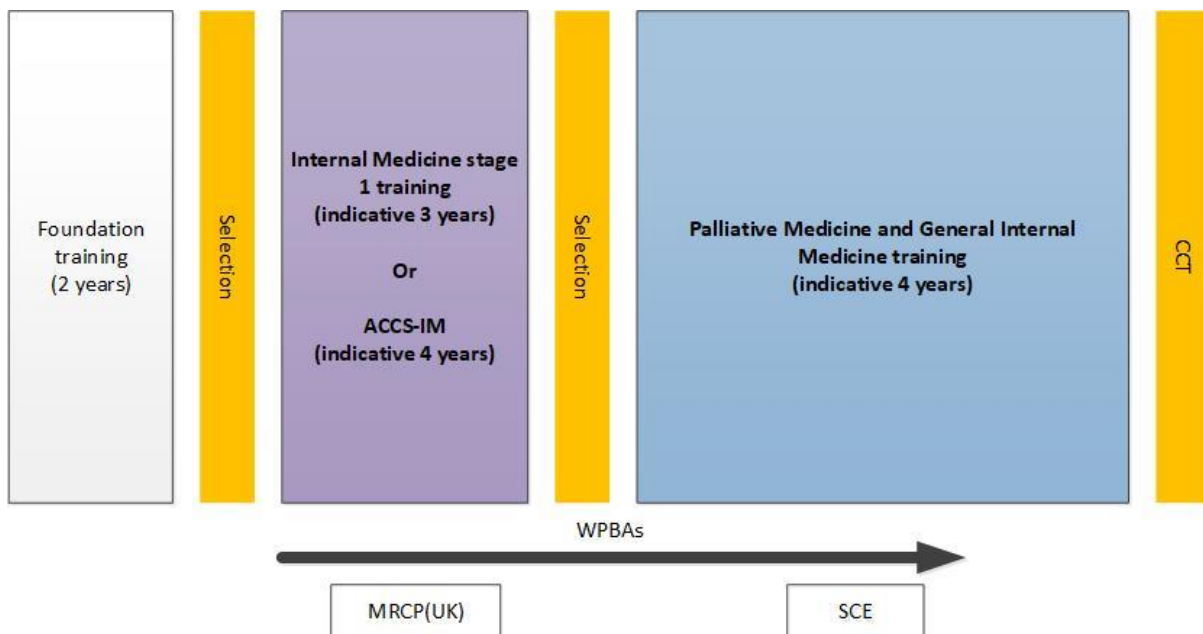 Foundation
training
(2 years)
Selection
Internal Medicine stage
1 training
(indicative 3 years)
Or
ACCS-IM
(indicative 4 years)
Selection
Palliative Medicine and General Internal
Medicine training
(indicative 4 years)
CCT
WPBAs
MRCP(UK)
SCE